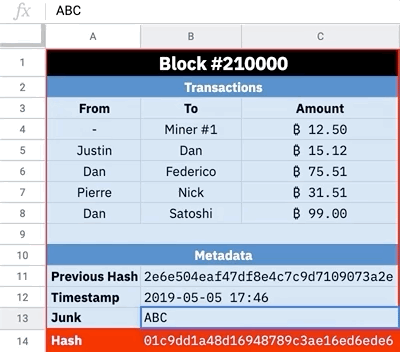 fx ABC
A B C
1 Block #210000
2 Transactions
3 From To Amount
4 - Miner #1 ₿ 12.50
5 Justin Dan ₿ 15.12
6 Dan Federico ₿ 75.51
7 Pierre Nick ₿ 31.51
8 Dan Satoshi ₿ 99.00
9
10 Metadata
11 Previous Hash 2e6e504eaf47df8e4c7c9d7109073a2e
12 Timestamp 2019-05-05 17:46
13 Junk ABC
14 Hash 01c9dd1a48d16948789c3ae16ed6ede6